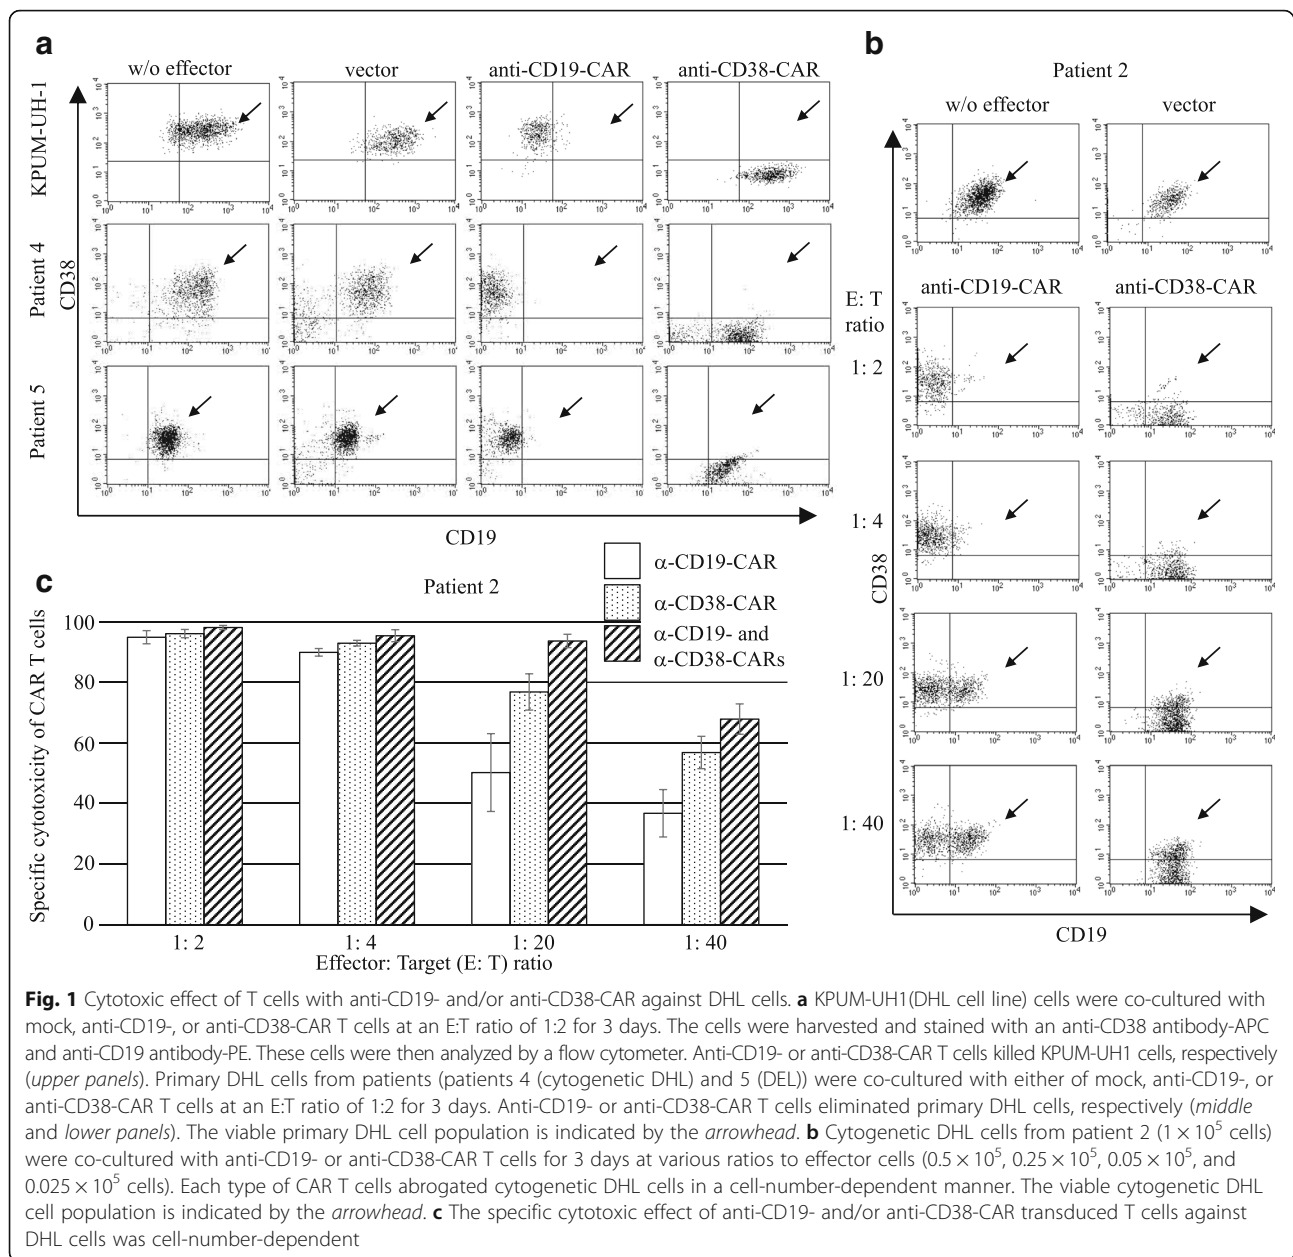 a
w/o effector
vector
anti-CD19-CAR
anti-CD38-CAR
KPUM-UH-1
Patient 4
Patient 5
CD38
CD19
b
Patient 2
w/o effector
vector
E: T
ratio
anti-CD19-CAR
anti-CD38-CAR
1: 2
1: 4
1: 20
1: 40
CD38
CD19
c
Patient 2
α-CD19-CAR
α-CD38-CAR
α-CD19- and
α-CD38-CARs
Specific cytotoxicity of CAR T cells
100
80
60
40
20
0
1: 2
1: 4
1: 20
1: 40
Effector: Target (E: T) ratio
Fig. 1 Cytotoxic effect of T cells with anti-CD19- and/or anti-CD38-CAR against DHL cells. a KPUM-UH1(DHL cell line) cells were co-cultured with
mock, anti-CD19-, or anti-CD38-CAR T cells at an E:T ratio of 1:2 for 3 days. The cells were harvested and stained with an anti-CD38 antibody-APC
and anti-CD19 antibody-PE. These cells were then analyzed by a flow cytometer. Anti-CD19- or anti-CD38-CAR T cells killed KPUM-UH1 cells, respectively
(upper panels). Primary DHL cells from patients (patients 4 (cytogenetic DHL) and 5 (DEL)) were co-cultured with either of mock, anti-CD19-, or
anti-CD38-CAR T cells at an E:T ratio of 1:2 for 3 days. Anti-CD19- or anti-CD38-CAR T cells eliminated primary DHL cells, respectively (middle
and lower panels). The viable primary DHL cell population is indicated by the arrowhead. b Cytogenetic DHL cells from patient 2 (1 × 10⁵ cells)
were co-cultured with anti-CD19- or anti-CD38-CAR T cells for 3 days at various ratios to effector cells (0.5 × 10⁵, 0.25 × 10⁵, 0.05 × 10⁵, and
0.025 × 10⁵ cells). Each type of CAR T cells abrogated cytogenetic DHL cells in a cell-number-dependent manner. The viable cytogenetic DHL
cell population is indicated by the arrowhead. c The specific cytotoxic effect of anti-CD19- and/or anti-CD38-CAR transduced T cells against
DHL cells was cell-number-dependent